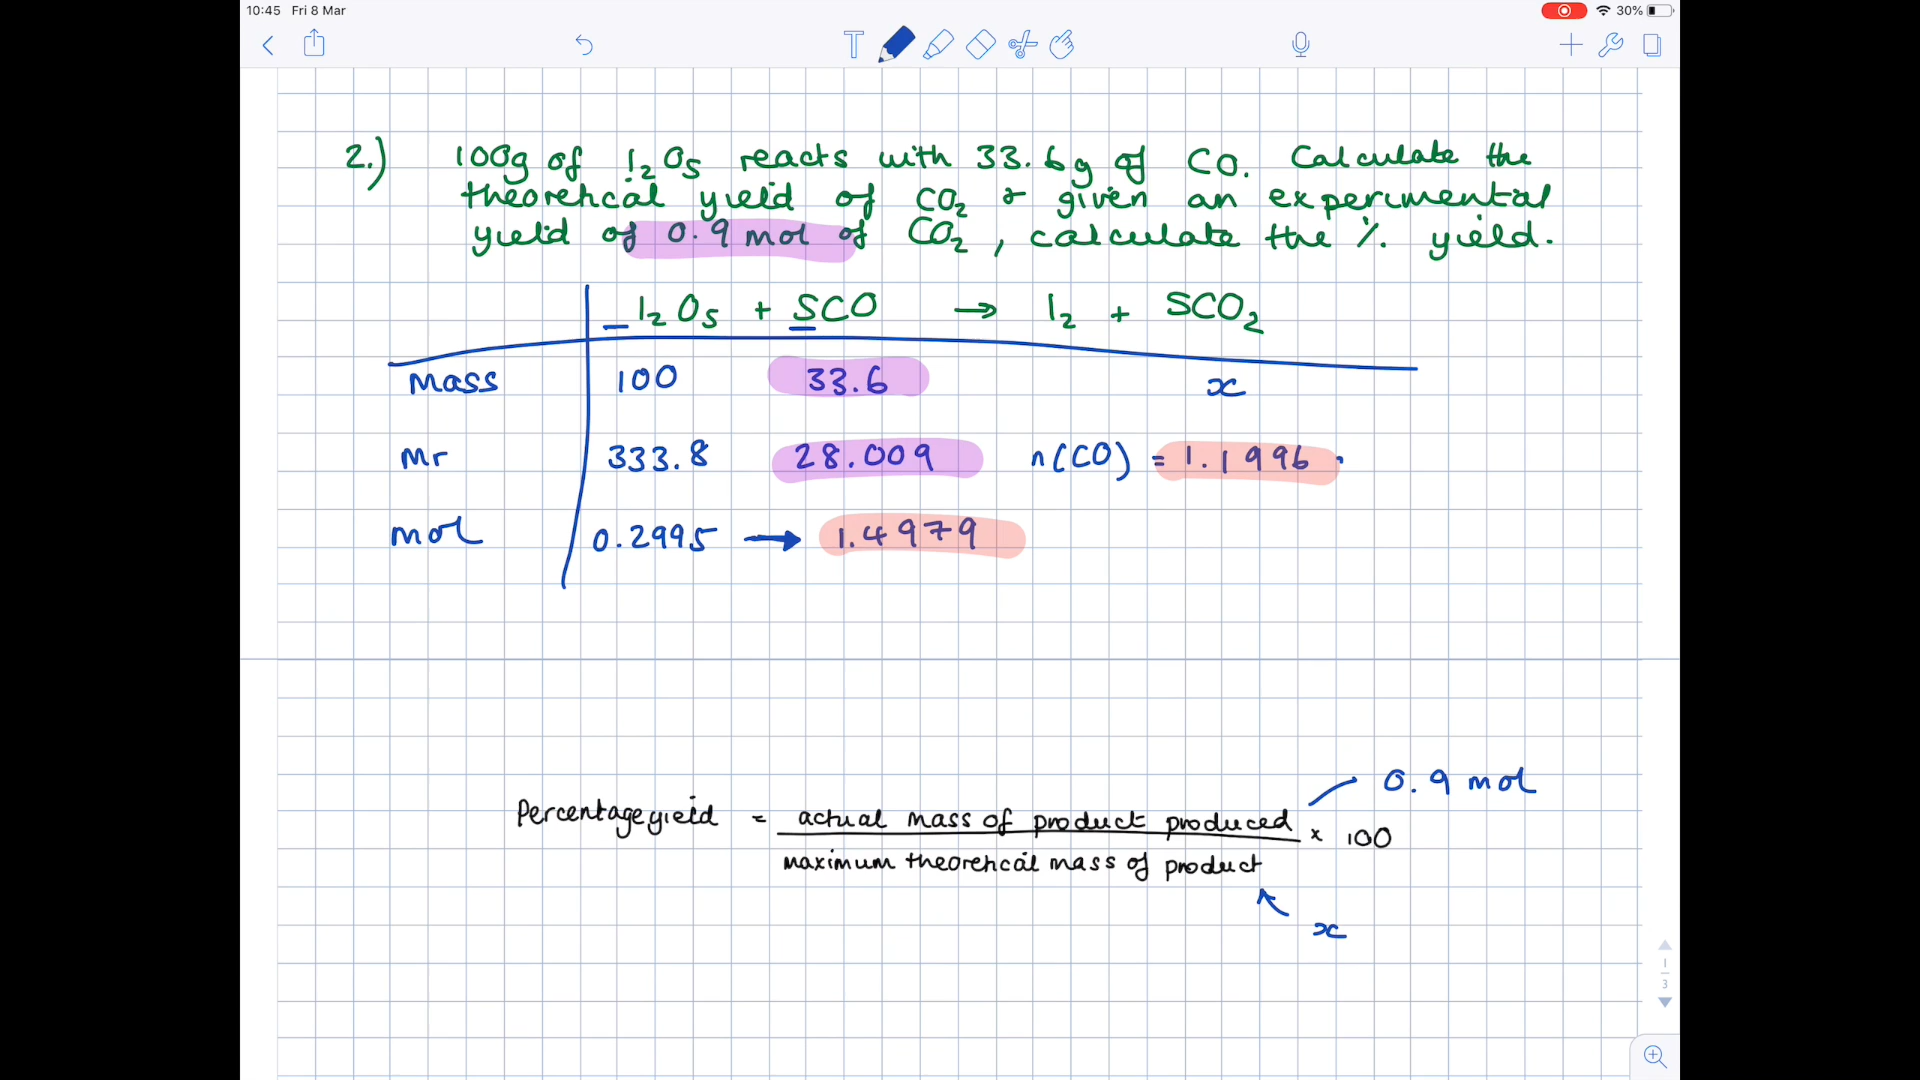 10:45 Fri 8 Mar
30%
T
2.) 100g of I₂O₅ reacts with 33.6g of CO. Calculate the
theoretical yield of CO₂ & given an experimental
yield of 0.9 mol of CO₂, calculate the % yield.
I₂O₅ + 5CO → I₂ + 5CO₂
Mass 100 33.6 x
Mr 333.8 28.009 n(CO) = 1.1996
mol 0.2995 → 1.4979
0.9 mol
Percentage yield = actual mass of product produced × 100
maximum theoretical mass of product
x
1
3